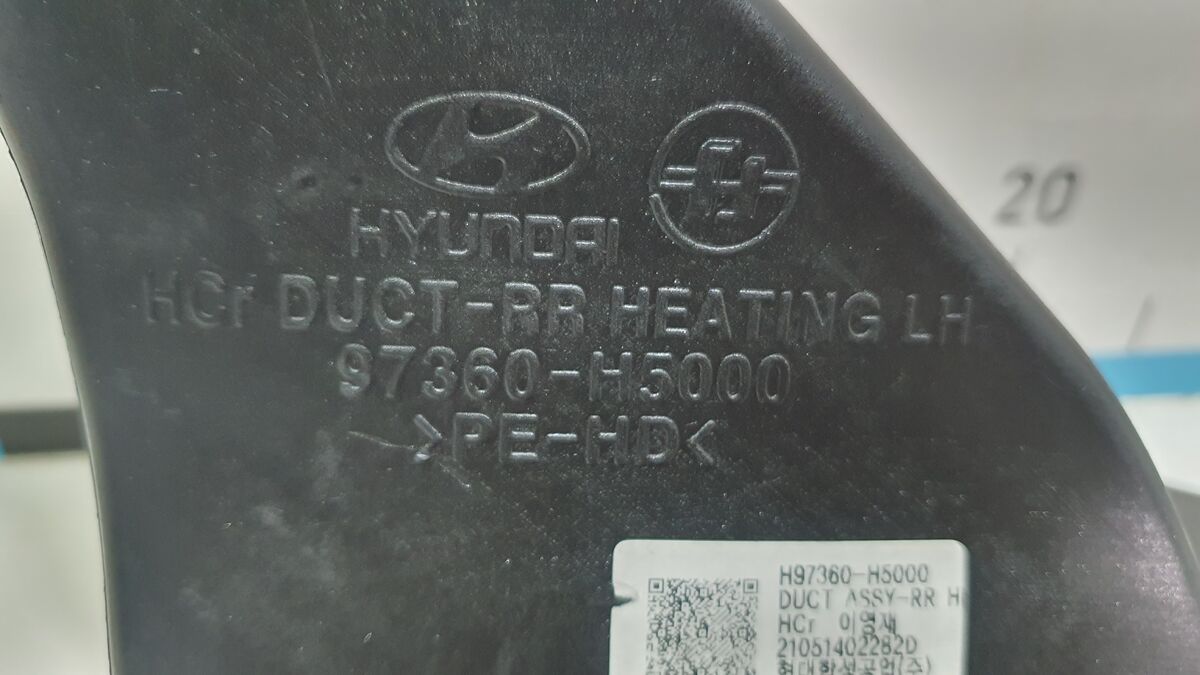 20
HYUNDAI
HCr DUCT-RR HEATING LH
97360-H5000
>PE-HD<
H97360-H5000
DUCT ASSY-RR H
HCr 이영재
21051402282D